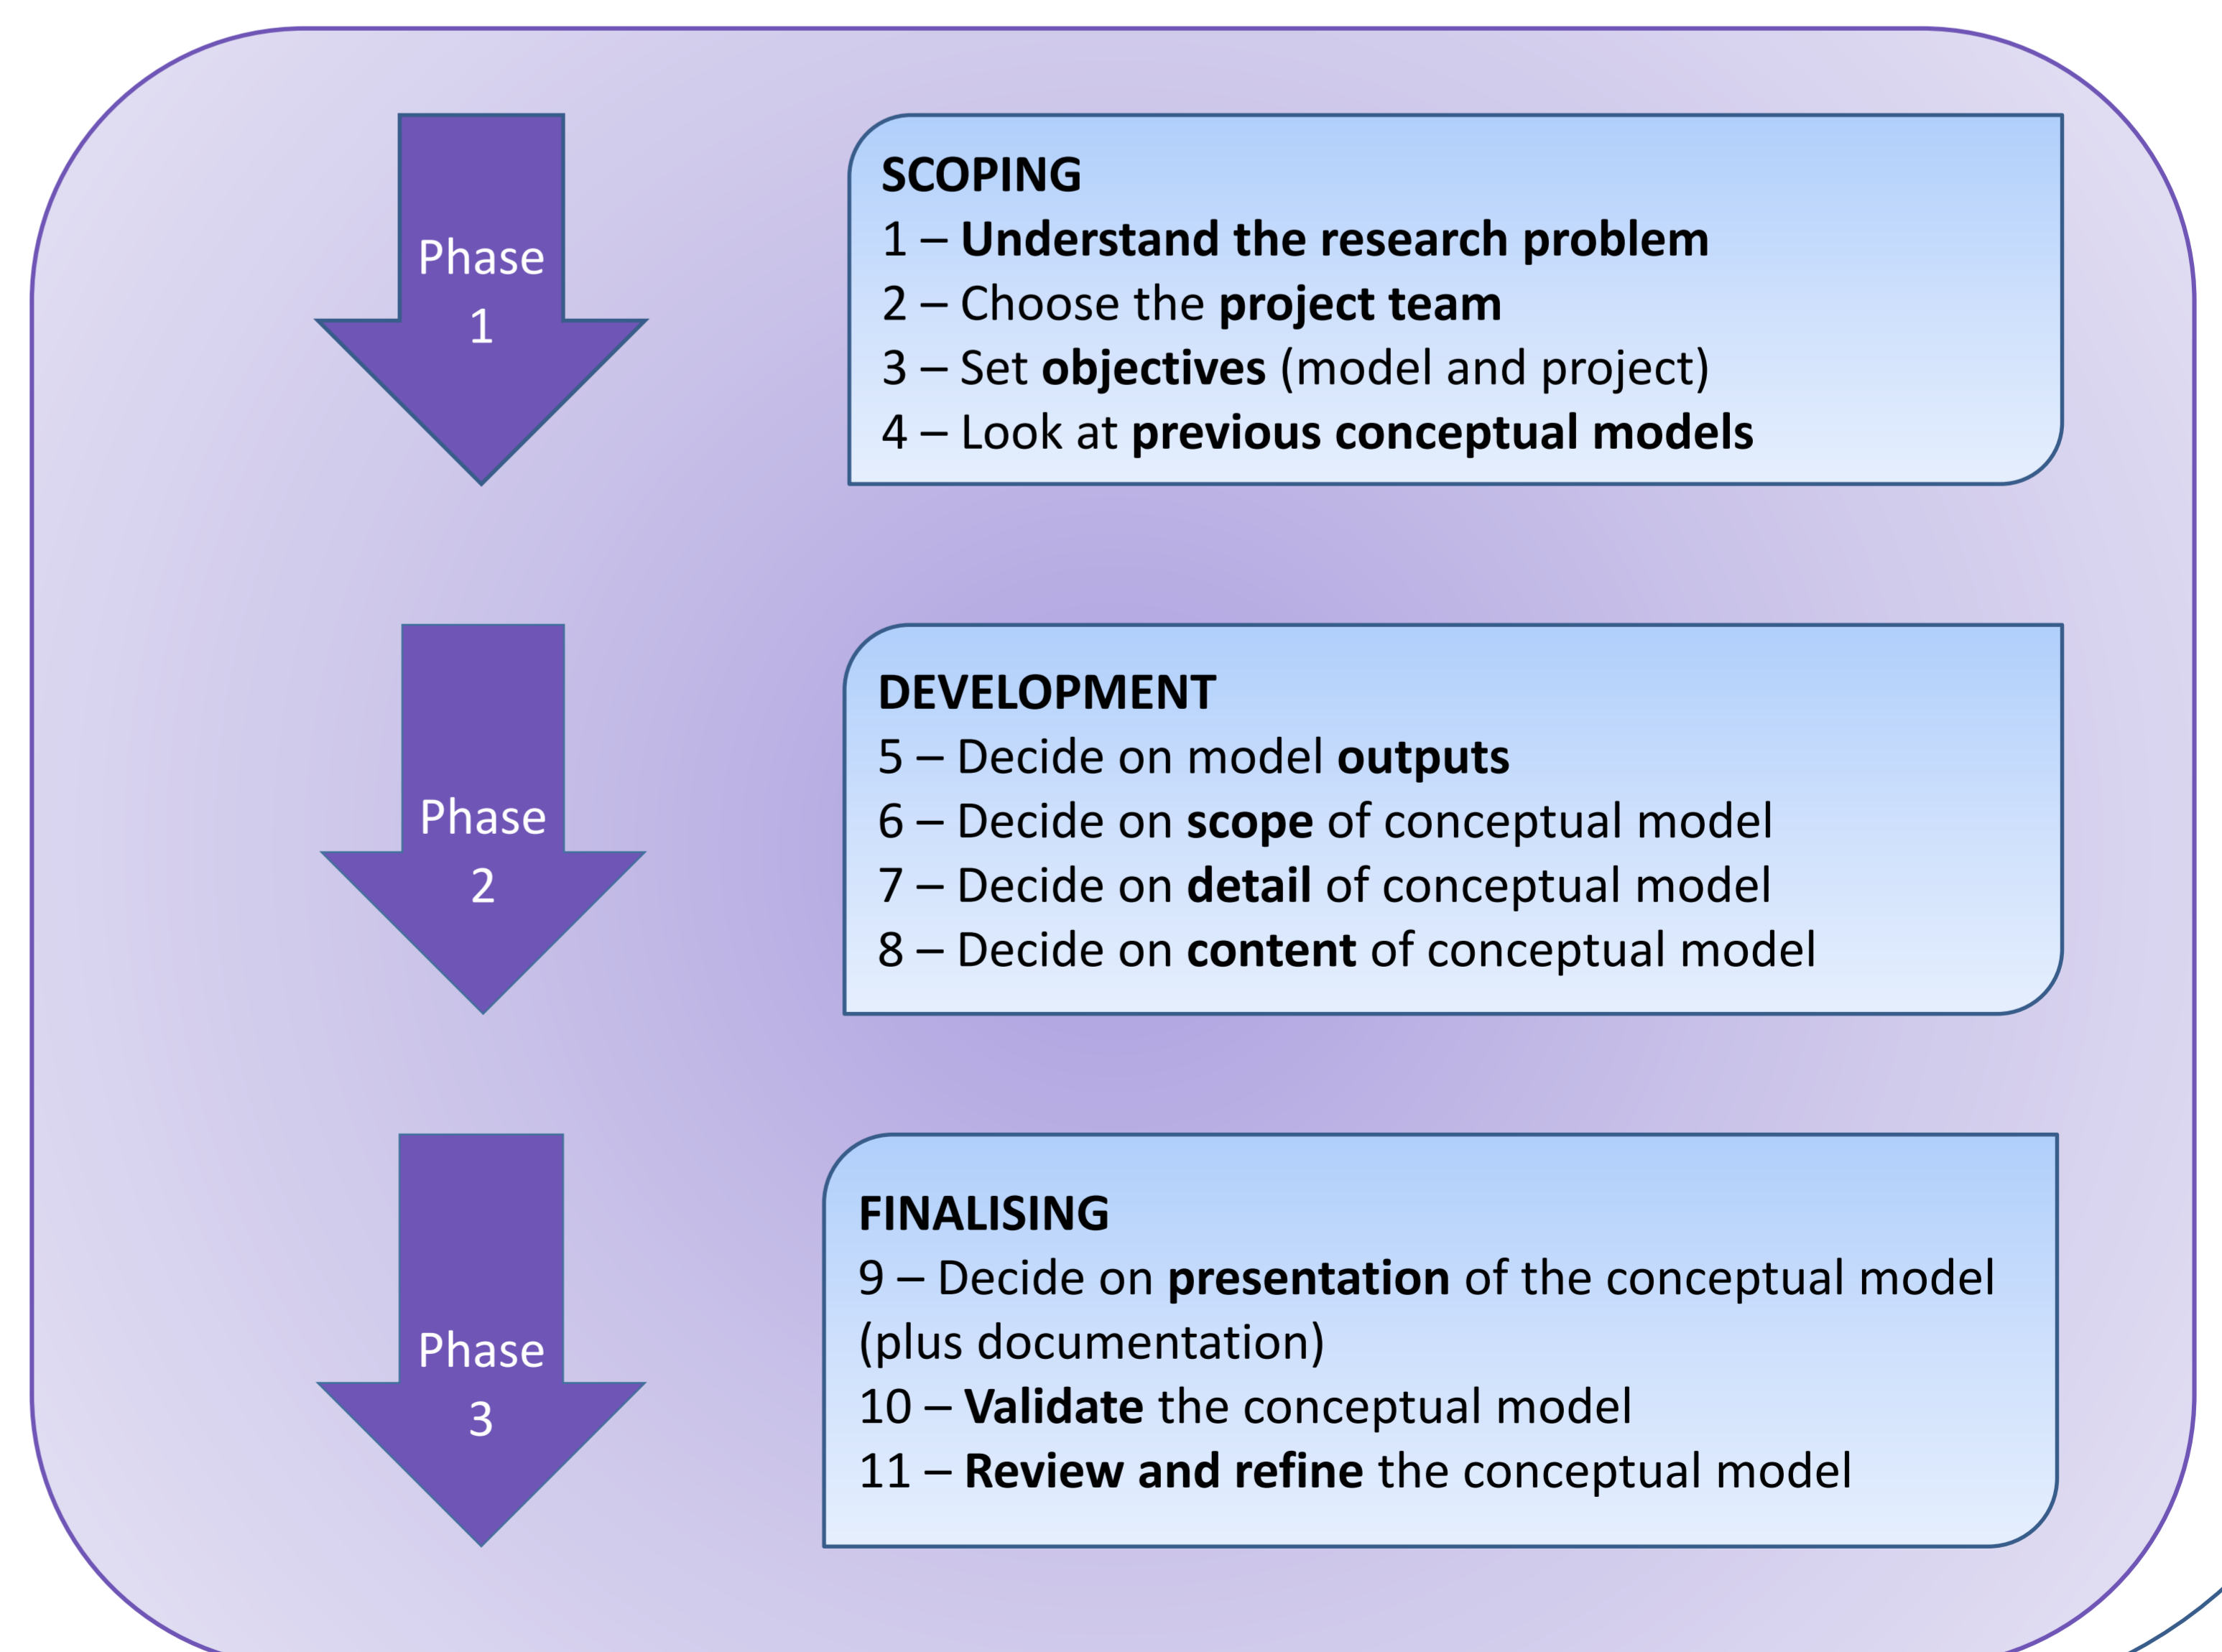 Phase
1
SCOPING
1 – Understand the research problem
2 – Choose the project team
3 – Set objectives (model and project)
4 – Look at previous conceptual models
Phase
2
DEVELOPMENT
5 – Decide on model outputs
6 – Decide on scope of conceptual model
7 – Decide on detail of conceptual model
8 – Decide on content of conceptual model
Phase
3
FINALISING
9 – Decide on presentation of the conceptual model
(plus documentation)
10 – Validate the conceptual model
11 – Review and refine the conceptual model